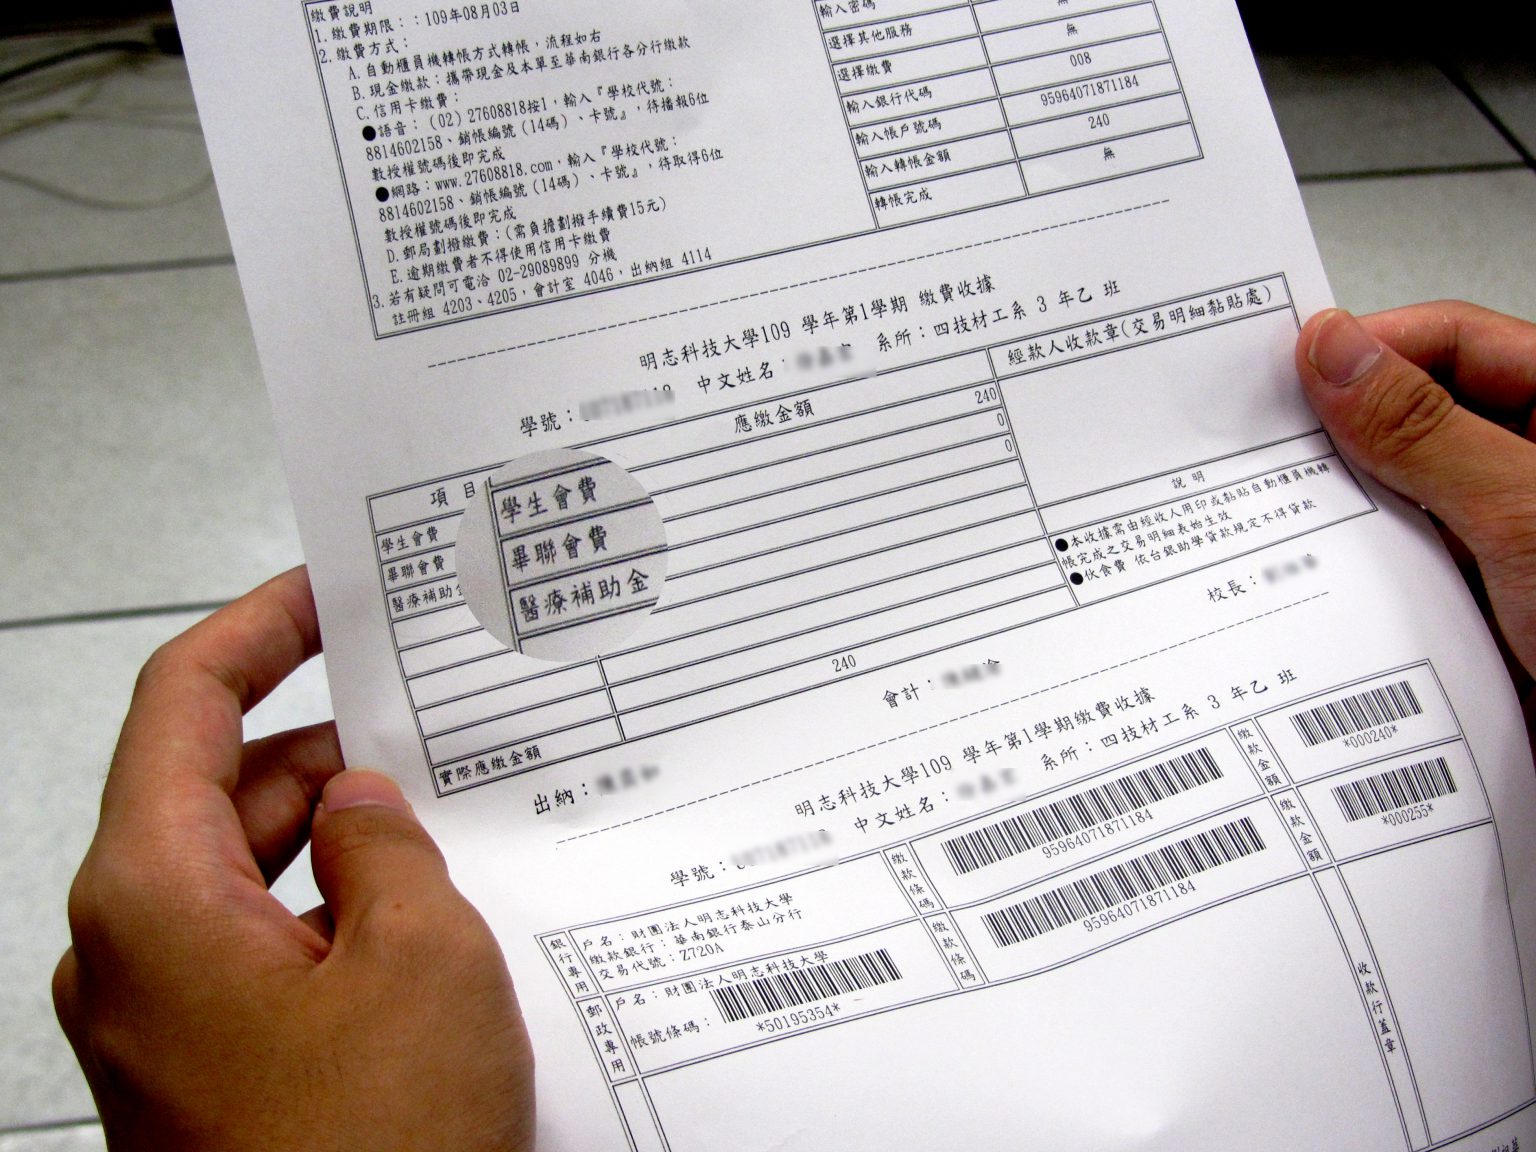 繳費說明
1.繳費期限：：109年08月03日
2.繳費方式：
A.自動櫃員機轉帳方式轉帳，流程如右
B.現金繳款：攜帶現金及本單至華南銀行各分行繳款
C.信用卡繳費：
●語音：（02）27608818按1，輸入『學校代號：
8814602158、銷帳編號（14碼）、卡號』，待播報6位
數授權號碼後即完成
●網路：www.27608818.com，輸入『學校代號：
8814602158、銷帳編號（14碼）、卡號』，待取得6位
數授權號碼後即完成
D.郵局劃撥繳費：(需負擔劃撥手續費15元)
E.逾期繳費者不得使用信用卡繳費
3.若有疑問可電洽 02-29089899 分機
註冊組 4203、4205，會計室 4046，出納組 4114
輸入密碼 無
選擇其他服務 無
選擇繳費
輸入銀行代碼 008
輸入帳戶號碼 95964071871184
輸入轉帳金額 240
轉帳完成 無
明志科技大學109 學年第1學期 繳費收據
學號： 中文姓名： 系所：四技材工系 3 年乙 班
項 目 應繳金額 經款人收款章(交易明細黏貼處)
學生會費 240
畢聯會費 0
醫療補助金 0
學生會費
畢聯會費
醫療補助金
說 明
●本收據需由經收人用印或黏貼自動櫃員機轉
帳完成之交易明細表始生效
●伙食費 依台銀助學貸款規定不得貸款
實際應繳金額 240
出納： 會計： 校長：
明志科技大學109 學年第1學期繳費收據
學號： 中文姓名： 系所：四技材工系 3 年乙 班
銀行專用
戶名：財團法人明志科技大學
繳款銀行：華南銀行泰山分行
交易代號：Z720A
繳款條碼
95964071871184
繳款金額
*000240*
郵政專用
戶名：財團法人明志科技大學
帳號條碼：
*50195354*
繳款條碼
95964071871184
繳款金額
*000255*
收款行蓋章